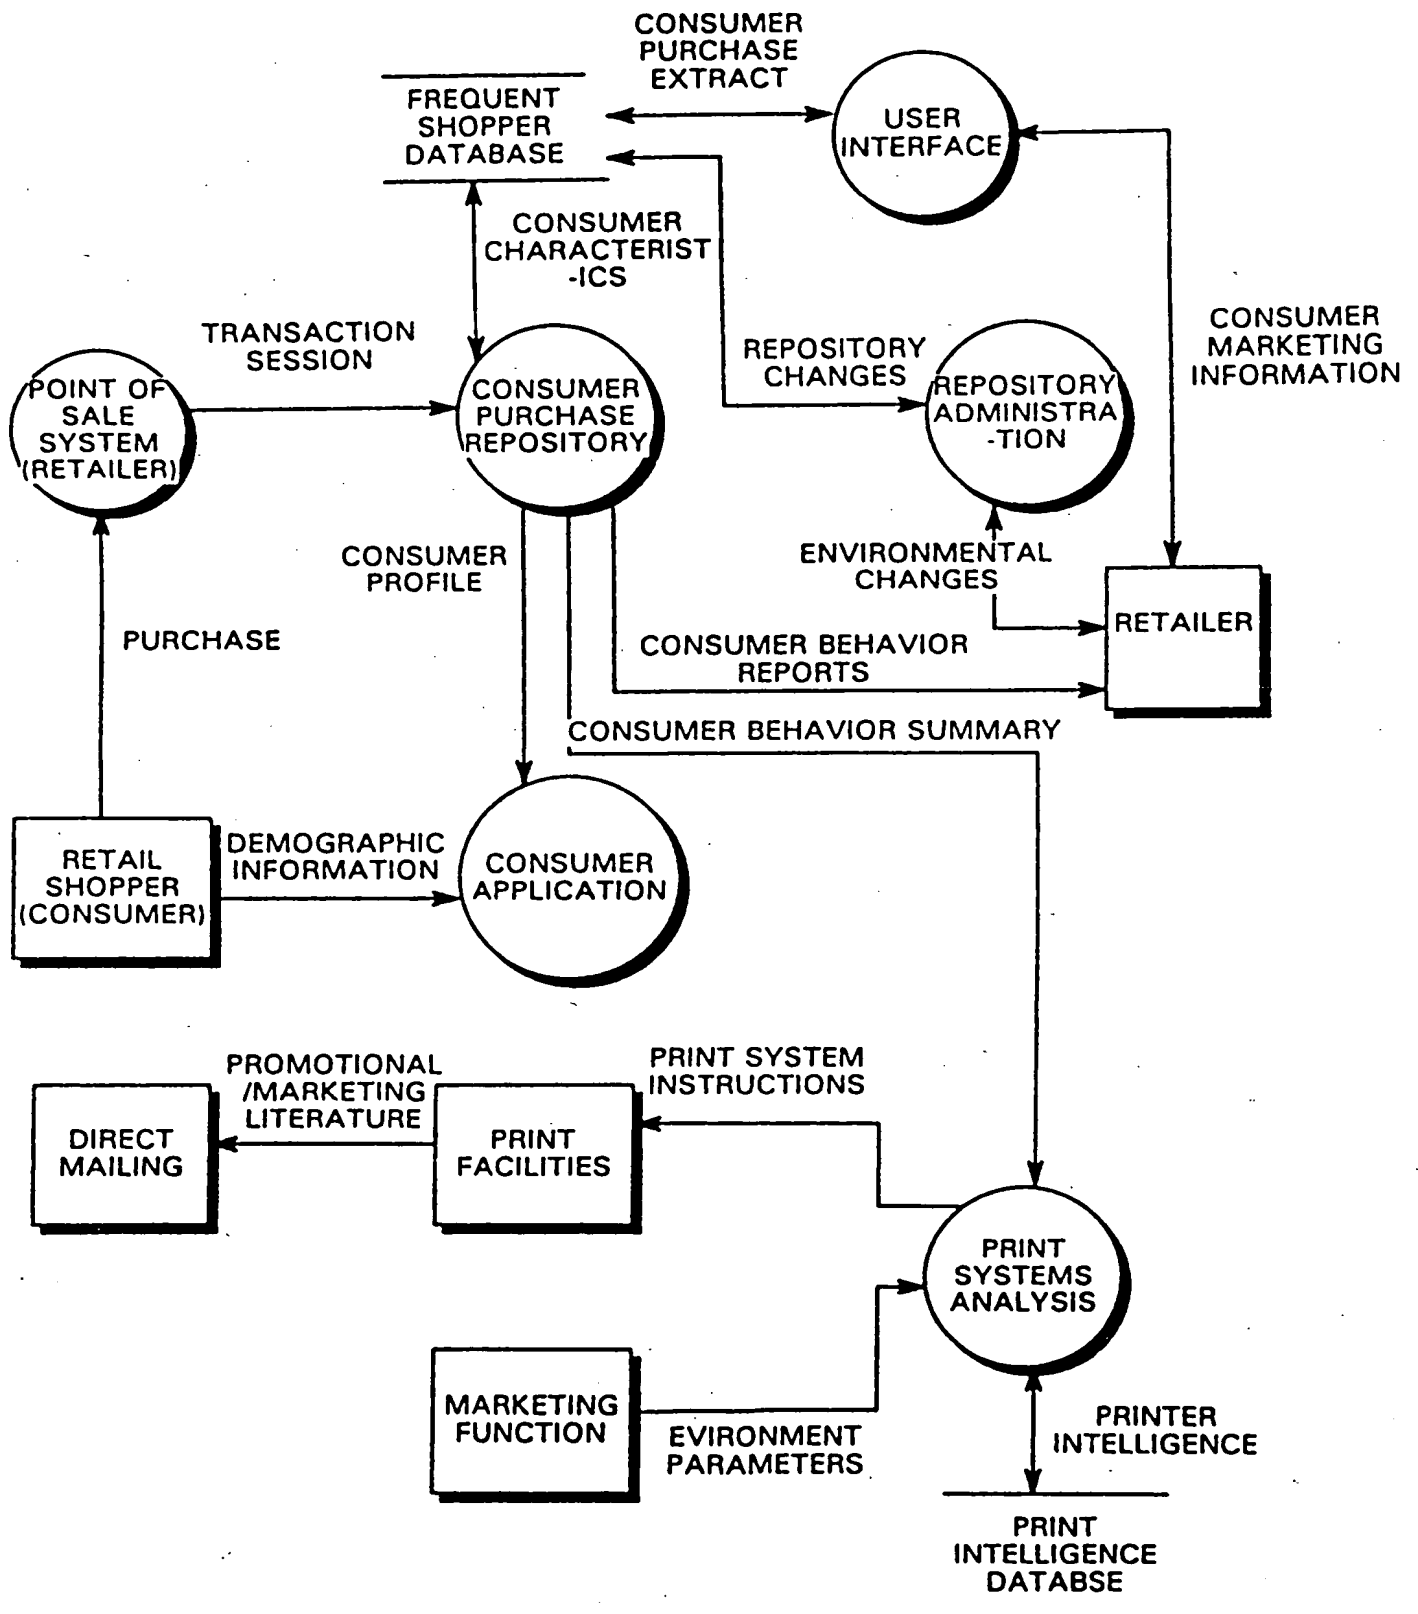 CONSUMER
PURCHASE
EXTRACT
FREQUENT
SHOPPER
DATABASE
USER
INTERFACE
CONSUMER
CHARACTERIST
-ICS
TRANSACTION
SESSION
CONSUMER
MARKETING
INFORMATION
REPOSITORY
CHANGES
POINT OF
SALE
SYSTEM
(RETAILER)
CONSUMER
PURCHASE
REPOSITORY
REPOSITORY
ADMINISTRA
-TION
CONSUMER
PROFILE
ENVIRONMENTAL
CHANGES
RETAILER
PURCHASE
CONSUMER BEHAVIOR
REPORTS
CONSUMER BEHAVIOR SUMMARY
RETAIL
SHOPPER
(CONSUMER)
DEMOGRAPHIC
INFORMATION
CONSUMER
APPLICATION
PROMOTIONAL
/MARKETING
LITERATURE
PRINT SYSTEM
INSTRUCTIONS
DIRECT
MAILING
PRINT
FACILITIES
PRINT
SYSTEMS
ANALYSIS
MARKETING
FUNCTION
EVIRONMENT
PARAMETERS
PRINTER
INTELLIGENCE
PRINT
INTELLIGENCE
DATABSE